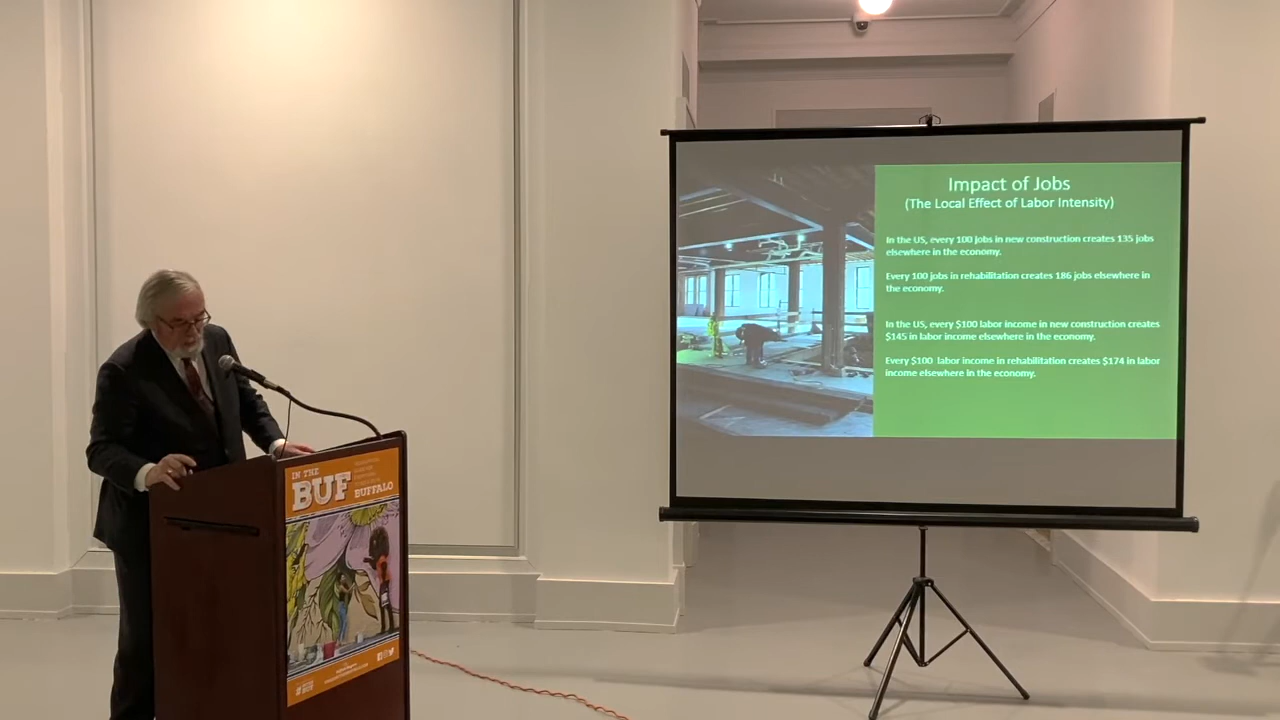 IN THE
BUF
BUFFALO
Impact of Jobs
(The Local Effect of Labor Intensity)
In the US, every 100 jobs in new construction creates 135 jobs
elsewhere in the economy.
Every 100 jobs in rehabilitation creates 186 jobs elsewhere in
the economy.
In the US, every $100 labor income in new construction creates
$145 in labor income elsewhere in the economy.
Every $100 labor income in rehabilitation creates $174 in labor
income elsewhere in the economy.